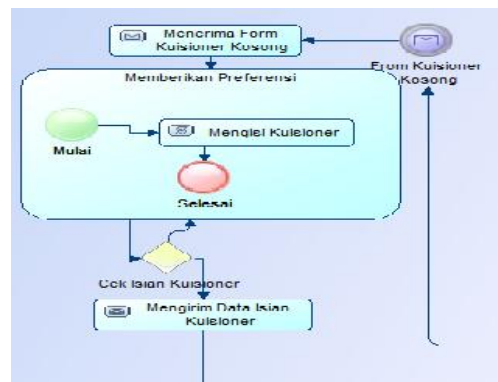 Menerima Form
Kuisioner Kosong
From Kuisioner
Kosong
Memberikan Preferensi
Mengisi Kuisioner
Mulai
Selesai
Cek Isian Kuisioner
Mengirim Data Isian
Kuisioner